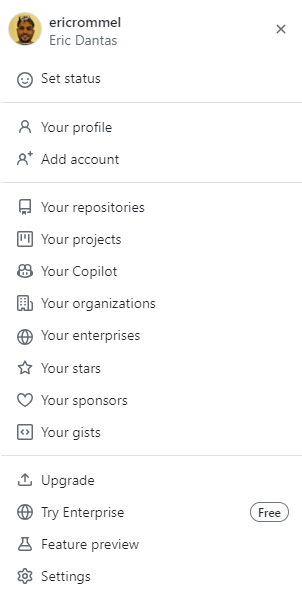 ericrommel
Eric Dantas
Set status
Your profile
Add account
Your repositories
Your projects
Your Copilot
Your organizations
Your enterprises
Your stars
Your sponsors
Your gists
Upgrade
Try Enterprise Free
Feature preview
Settings